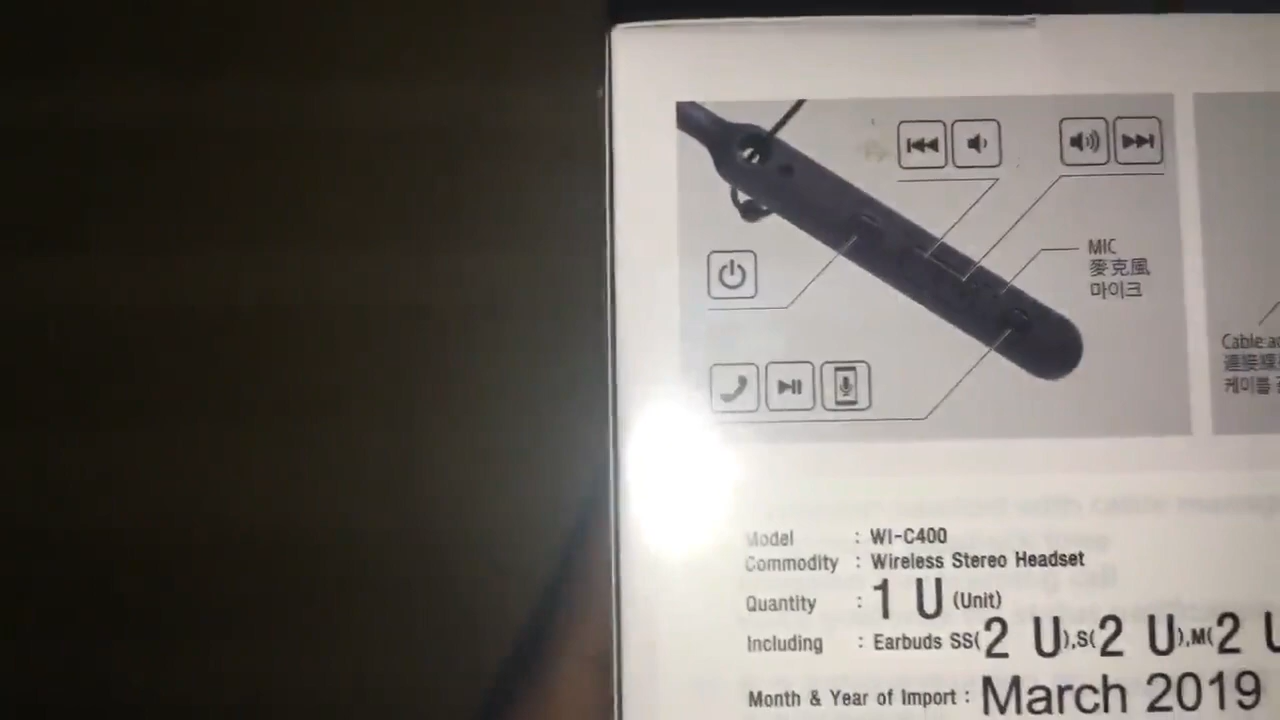 MIC
麥克風
마이크
Cable
連接線
케이블
Model : WI-C400
Commodity : Wireless Stereo Headset
Quantity : 1 U (Unit)
Including : Earbuds SS(2 U),S(2 U),M(2 U
Month & Year of Import : March 2019